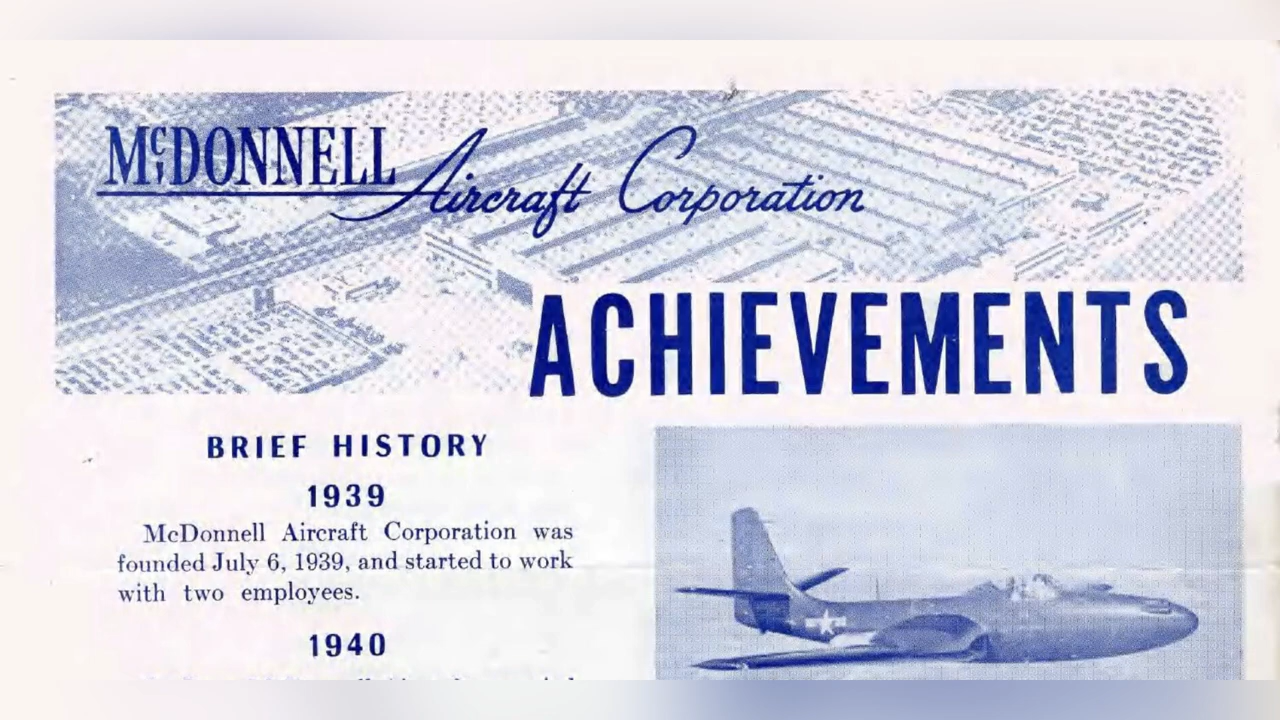 McDONNELL Aircraft Corporation
ACHIEVEMENTS
BRIEF HISTORY
1939
McDonnell Aircraft Corporation was
founded July 6, 1939, and started to work
with two employees.
1940